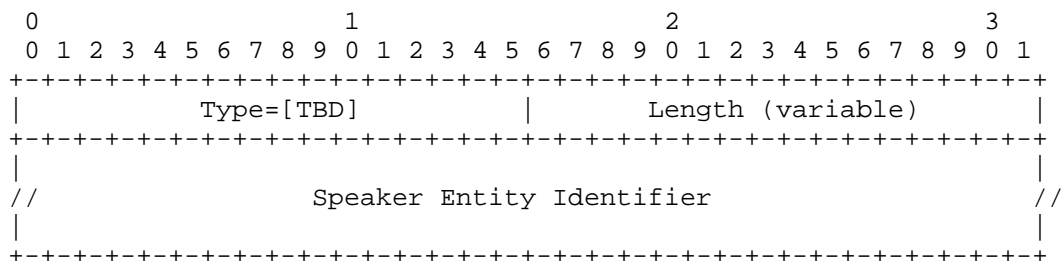 0                   1                   2                   3
 0 1 2 3 4 5 6 7 8 9 0 1 2 3 4 5 6 7 8 9 0 1 2 3 4 5 6 7 8 9 0 1
+-+-+-+-+-+-+-+-+-+-+-+-+-+-+-+-+-+-+-+-+-+-+-+-+-+-+-+-+-+-+-+-+
|           Type=[TBD]          |       Length (variable)       |
+-+-+-+-+-+-+-+-+-+-+-+-+-+-+-+-+-+-+-+-+-+-+-+-+-+-+-+-+-+-+-+-+
|                                                               |
//                 Speaker Entity Identifier                    //
|                                                               |
+-+-+-+-+-+-+-+-+-+-+-+-+-+-+-+-+-+-+-+-+-+-+-+-+-+-+-+-+-+-+-+-+